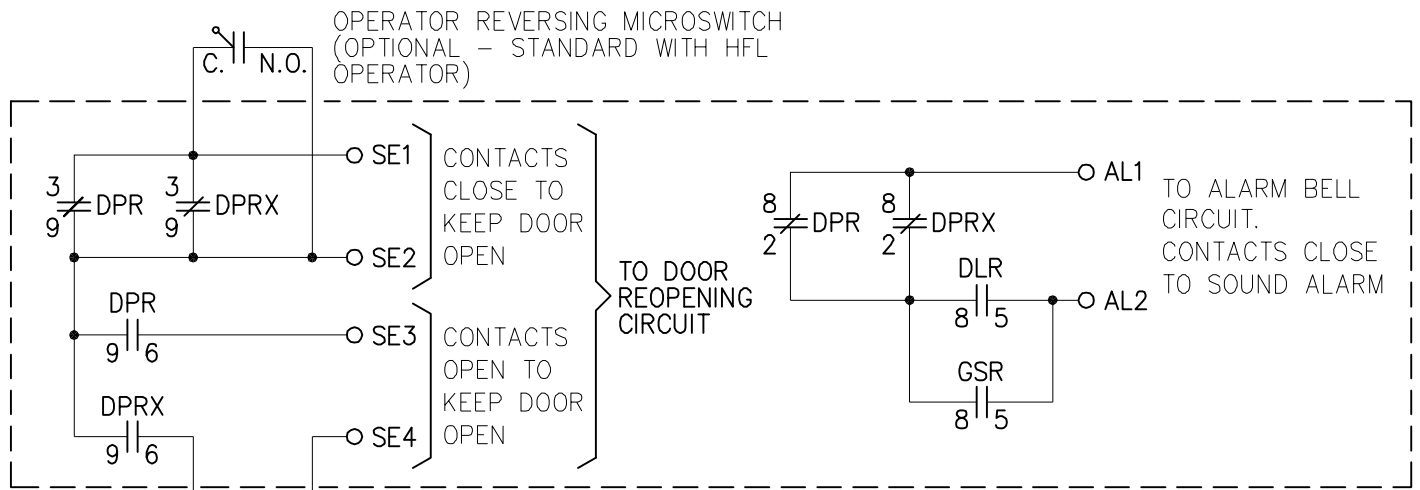 OPERATOR REVERSING MICROSWITCH
(OPTIONAL - STANDARD WITH HFL
OPERATOR)
C. N.O.
SE1
3 DPR 9
3 DPRX 9
SE2
CONTACTS
CLOSE TO
KEEP DOOR
OPEN
DPR
9 6
SE3
DPRX
9 6
SE4
CONTACTS
OPEN TO
KEEP DOOR
OPEN
TO DOOR
REOPENING
CIRCUIT
AL1
8 DPR 2
8 DPRX 2
DLR
8 5
AL2
GSR
8 5
TO ALARM BELL
CIRCUIT.
CONTACTS CLOSE
TO SOUND ALARM